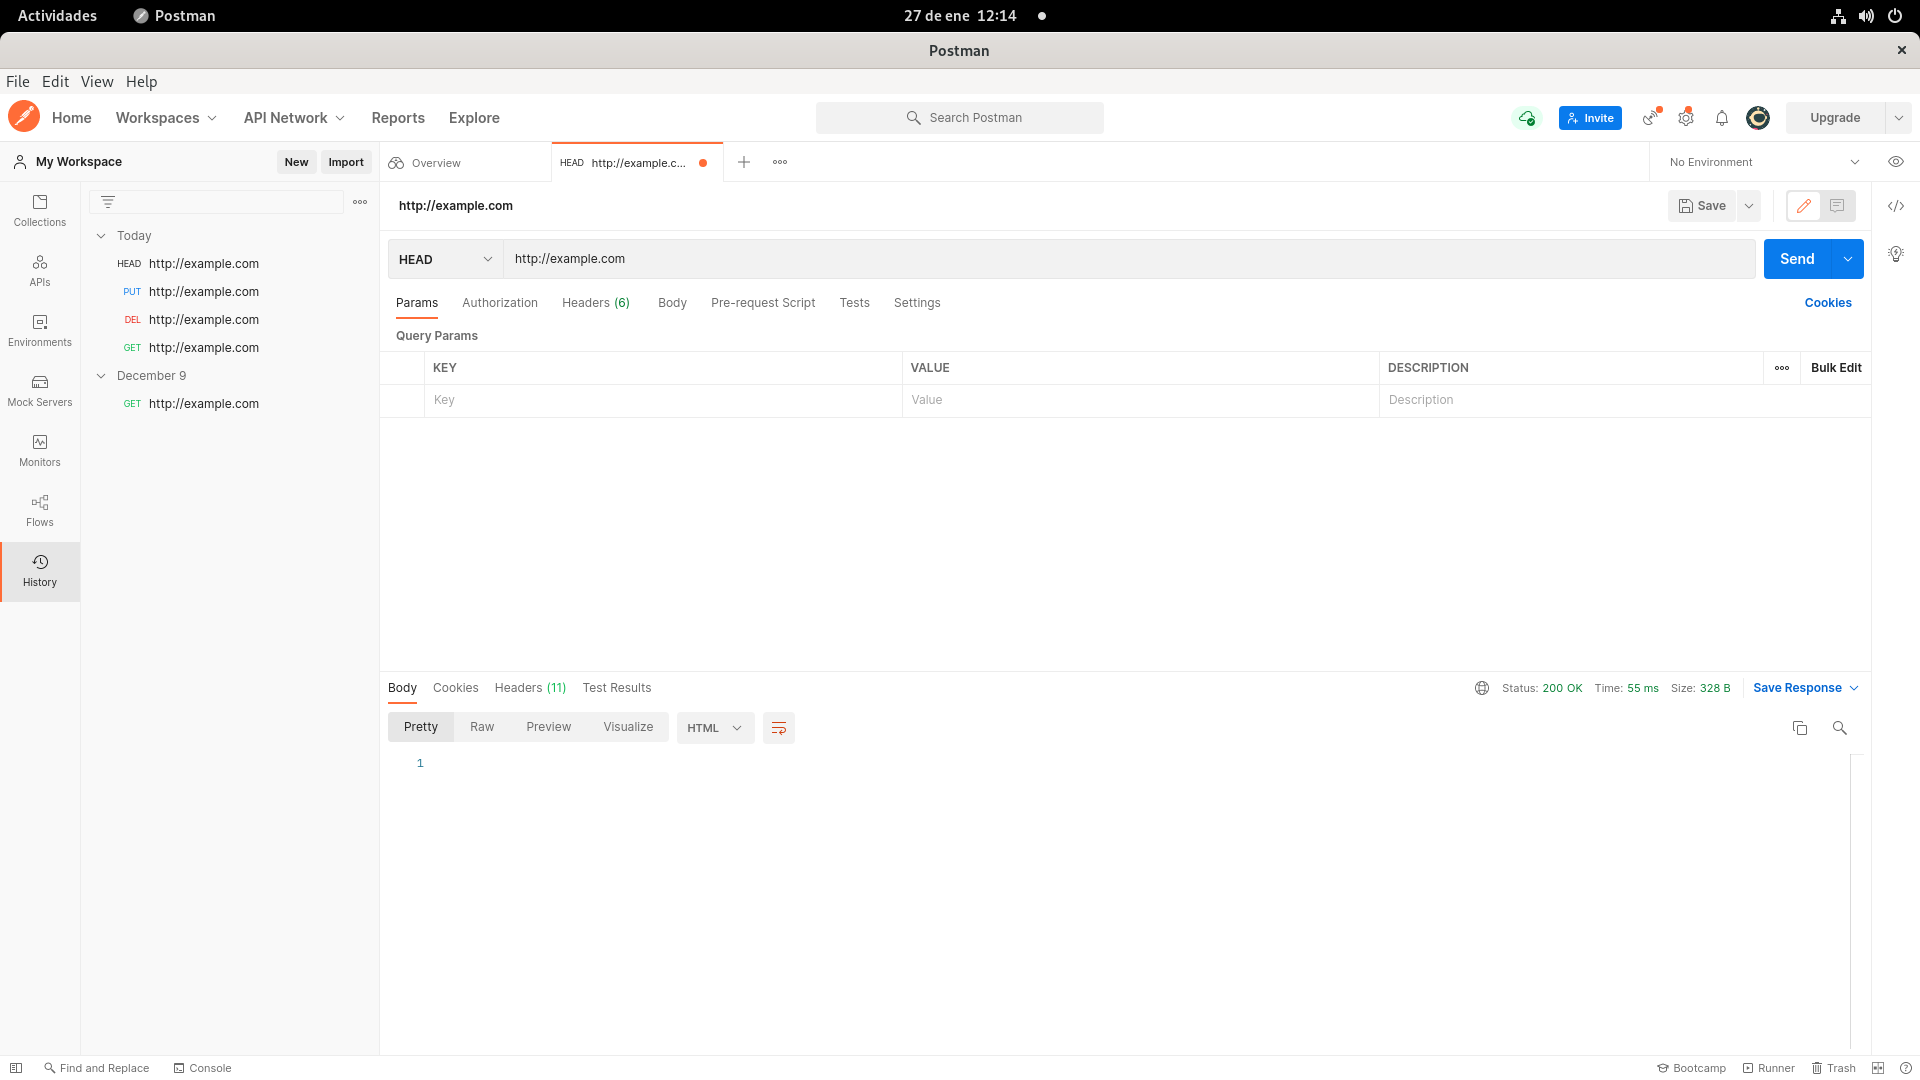 Actividades Postman 27 de ene 12:14
Postman
File Edit View Help
Home Workspaces API Network Reports Explore Search Postman Invite Upgrade
My Workspace New Import Overview HEAD http://example.c... No Environment
Collections
APIs
Environments
Mock Servers
Monitors
Flows
History
Today
HEAD http://example.com
PUT http://example.com
DEL http://example.com
GET http://example.com
December 9
GET http://example.com
http://example.com Save
HEAD http://example.com Send
Params Authorization Headers (6) Body Pre-request Script Tests Settings Cookies
Query Params
KEY VALUE DESCRIPTION Bulk Edit
Key Value Description
Body Cookies Headers (11) Test Results Status: 200 OK Time: 55 ms Size: 328 B Save Response
Pretty Raw Preview Visualize HTML
1
Find and Replace Console Bootcamp Runner Trash